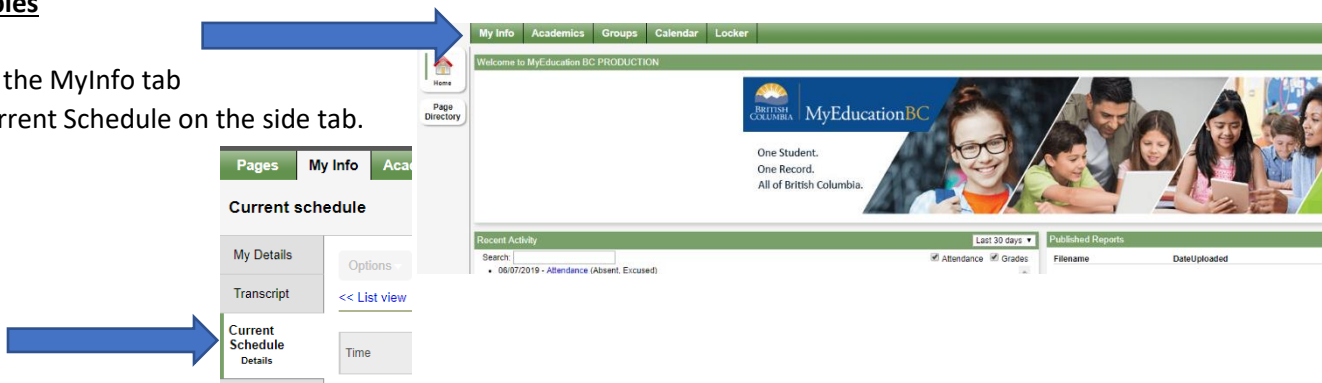 My Info Academics Groups Calendar Locker
the MyInfo tab
Current Schedule on the side tab.
Home
Page
Directory
Welcome to MyEducation BC PRODUCTION
BRITISH
COLUMBIA
MyEducationBC
One Student.
One Record.
All of British Columbia.
Recent Activity
Last 30 days
Published Reports
Search:
Attendance Grades
Filename DateUploaded
06/07/2019 - Attendance (Absent, Excused)
Pages My Info
Current schedule
My Details
Options
Transcript
<< List view
Current
Schedule
Details
Time